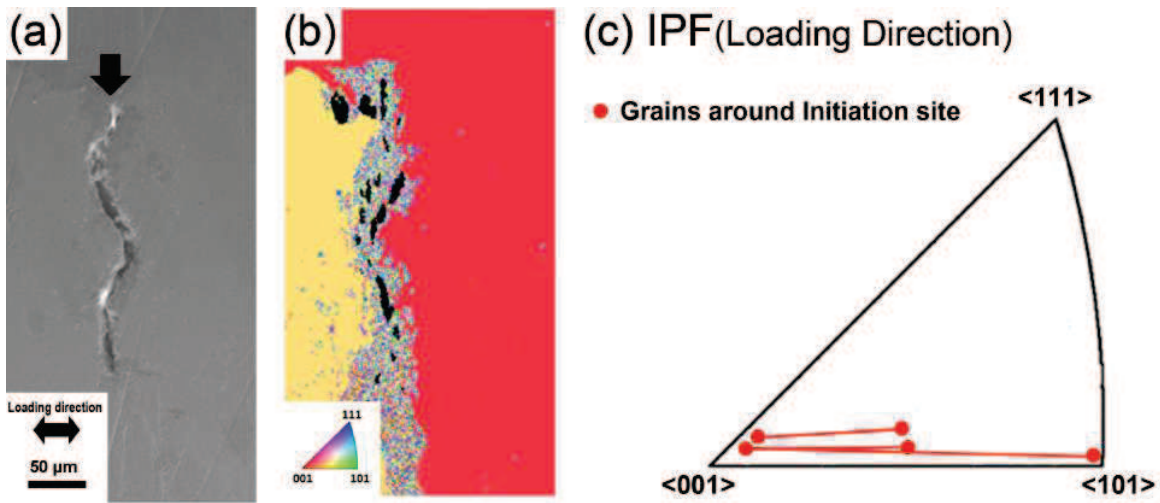 (a)
Loading direction
50 µm
(b)
111
001
101
(c) IPF(Loading Direction)
<111>
Grains around Initiation site
<001>
<101>